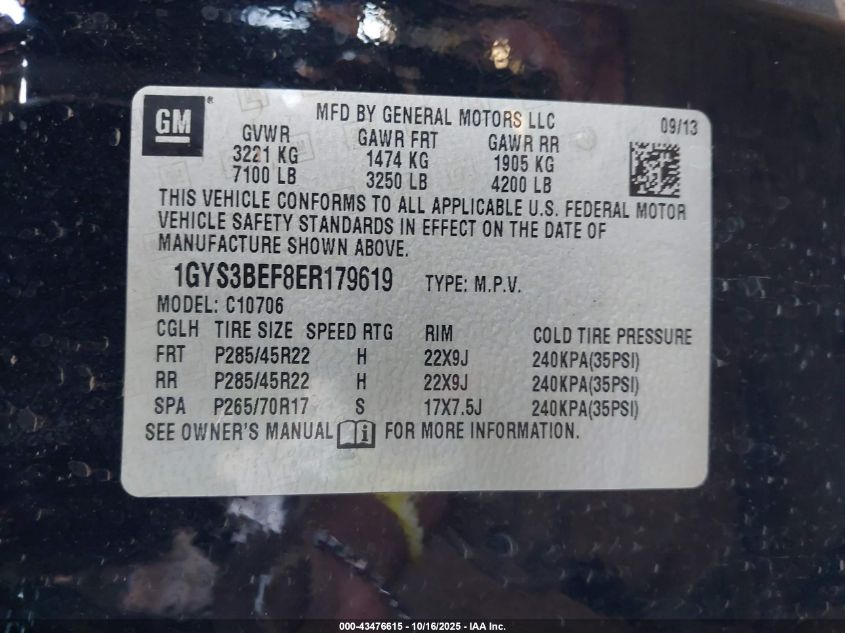 GM ®
MFD BY GENERAL MOTORS LLC
09/13
GVWR GAWR FRT GAWR RR
3221 KG 1474 KG 1905 KG
7100 LB 3250 LB 4200 LB
THIS VEHICLE CONFORMS TO ALL APPLICABLE U.S. FEDERAL MOTOR
VEHICLE SAFETY STANDARDS IN EFFECT ON THE DATE OF
MANUFACTURE SHOWN ABOVE.
1GYS3BEF8ER179619 TYPE: M.P.V.
MODEL: C10706
CGLH TIRE SIZE SPEED RTG RIM COLD TIRE PRESSURE
FRT P285/45R22 H 22X9J 240KPA(35PSI)
RR P285/45R22 H 22X9J 240KPA(35PSI)
SPA P265/70R17 S 17X7.5J 240KPA(35PSI)
SEE OWNER'S MANUAL i FOR MORE INFORMATION.
000-43476615 - 10/16/2025 - IAA Inc.